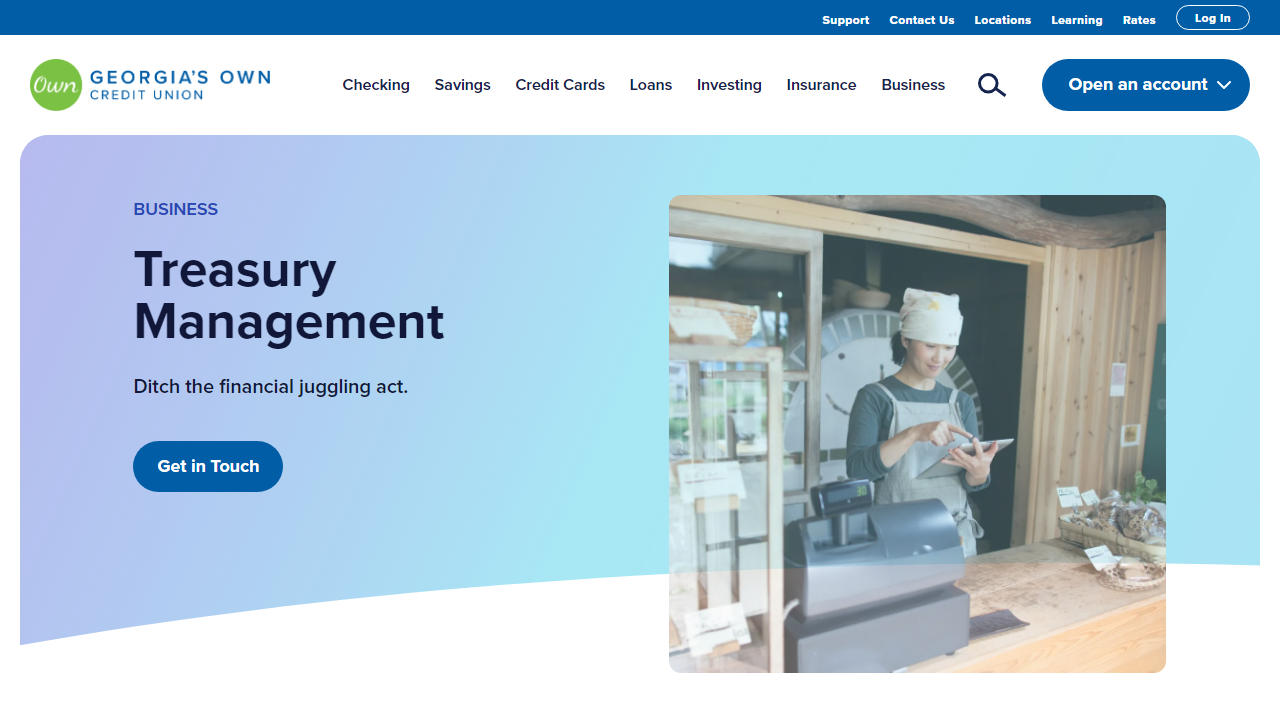 Support Contact Us Locations Learning Rates Log In
Own GEORGIA'S OWN
CREDIT UNION
Checking Savings Credit Cards Loans Investing Insurance Business
Open an account
BUSINESS
Treasury
Management
Ditch the financial juggling act.
Get in Touch
30